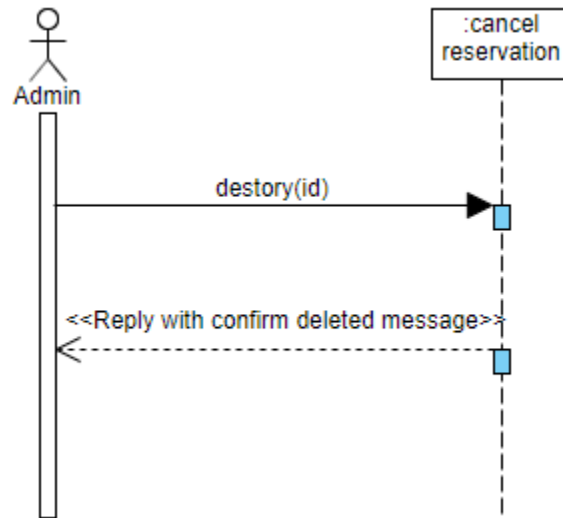 :cancel
reservation
Admin
destory(id)
<<Reply with confirm deleted message>>